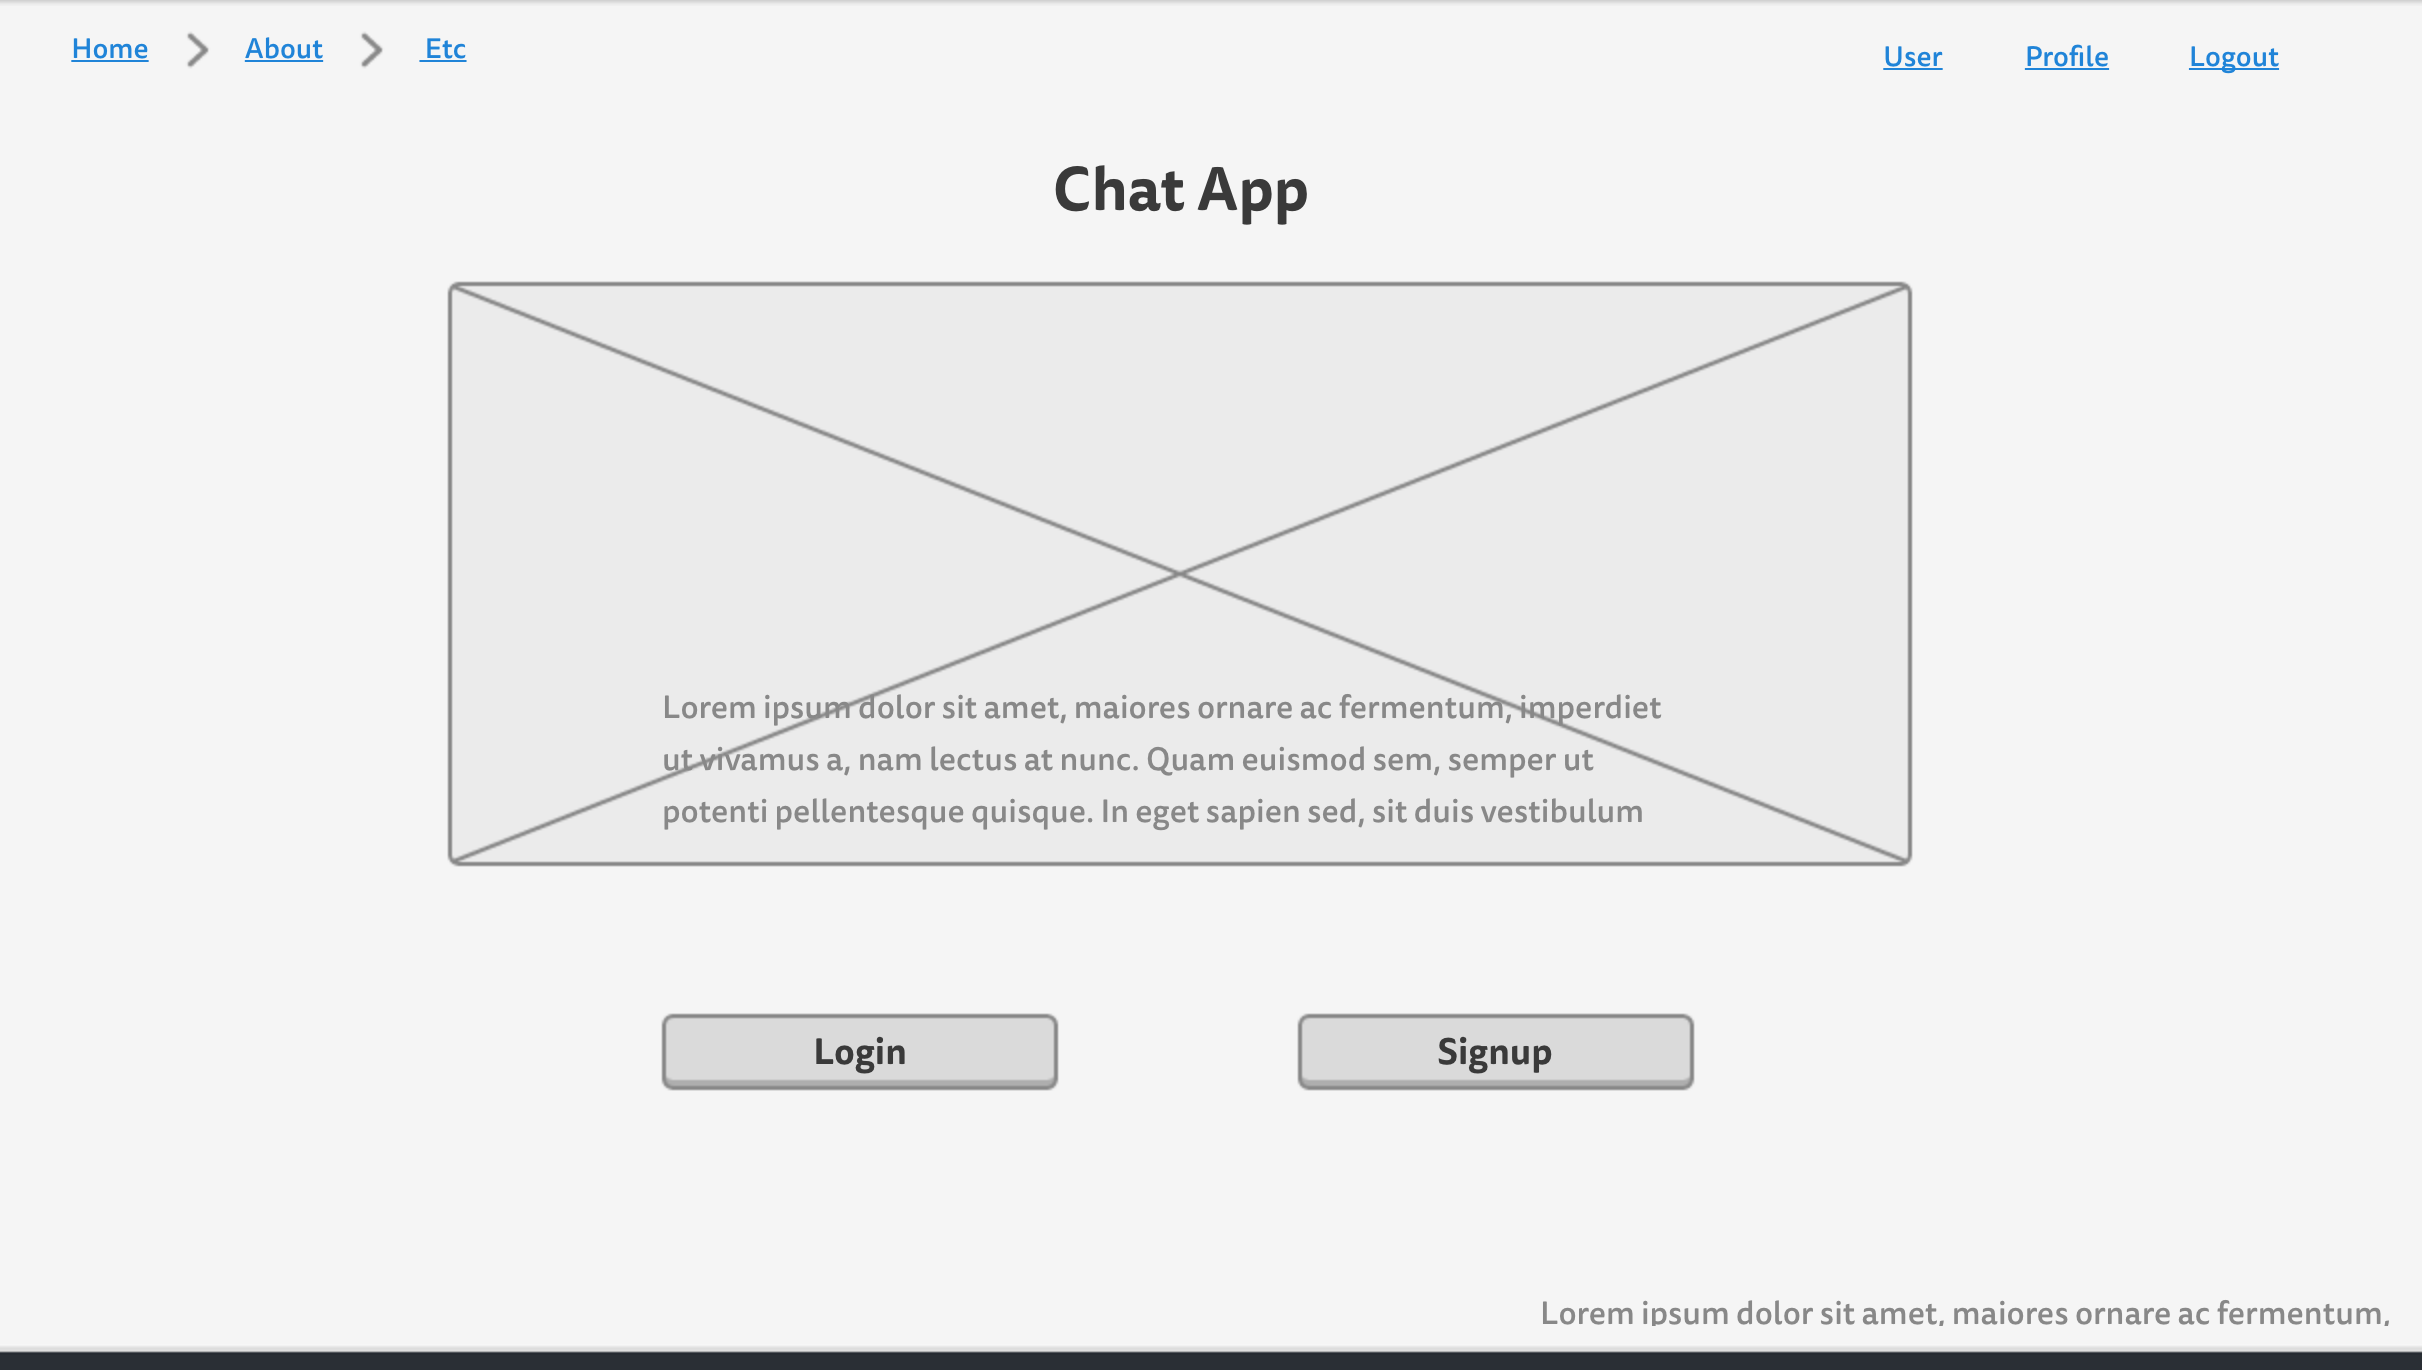 Home > About > Etc
User Profile Logout
Chat App
Lorem ipsum dolor sit amet, maiores ornare ac fermentum, imperdiet
ut vivamus a, nam lectus at nunc. Quam euismod sem, semper ut
potenti pellentesque quisque. In eget sapien sed, sit duis vestibulum
Login
Signup
Lorem ipsum dolor sit amet, maiores ornare ac fermentum,